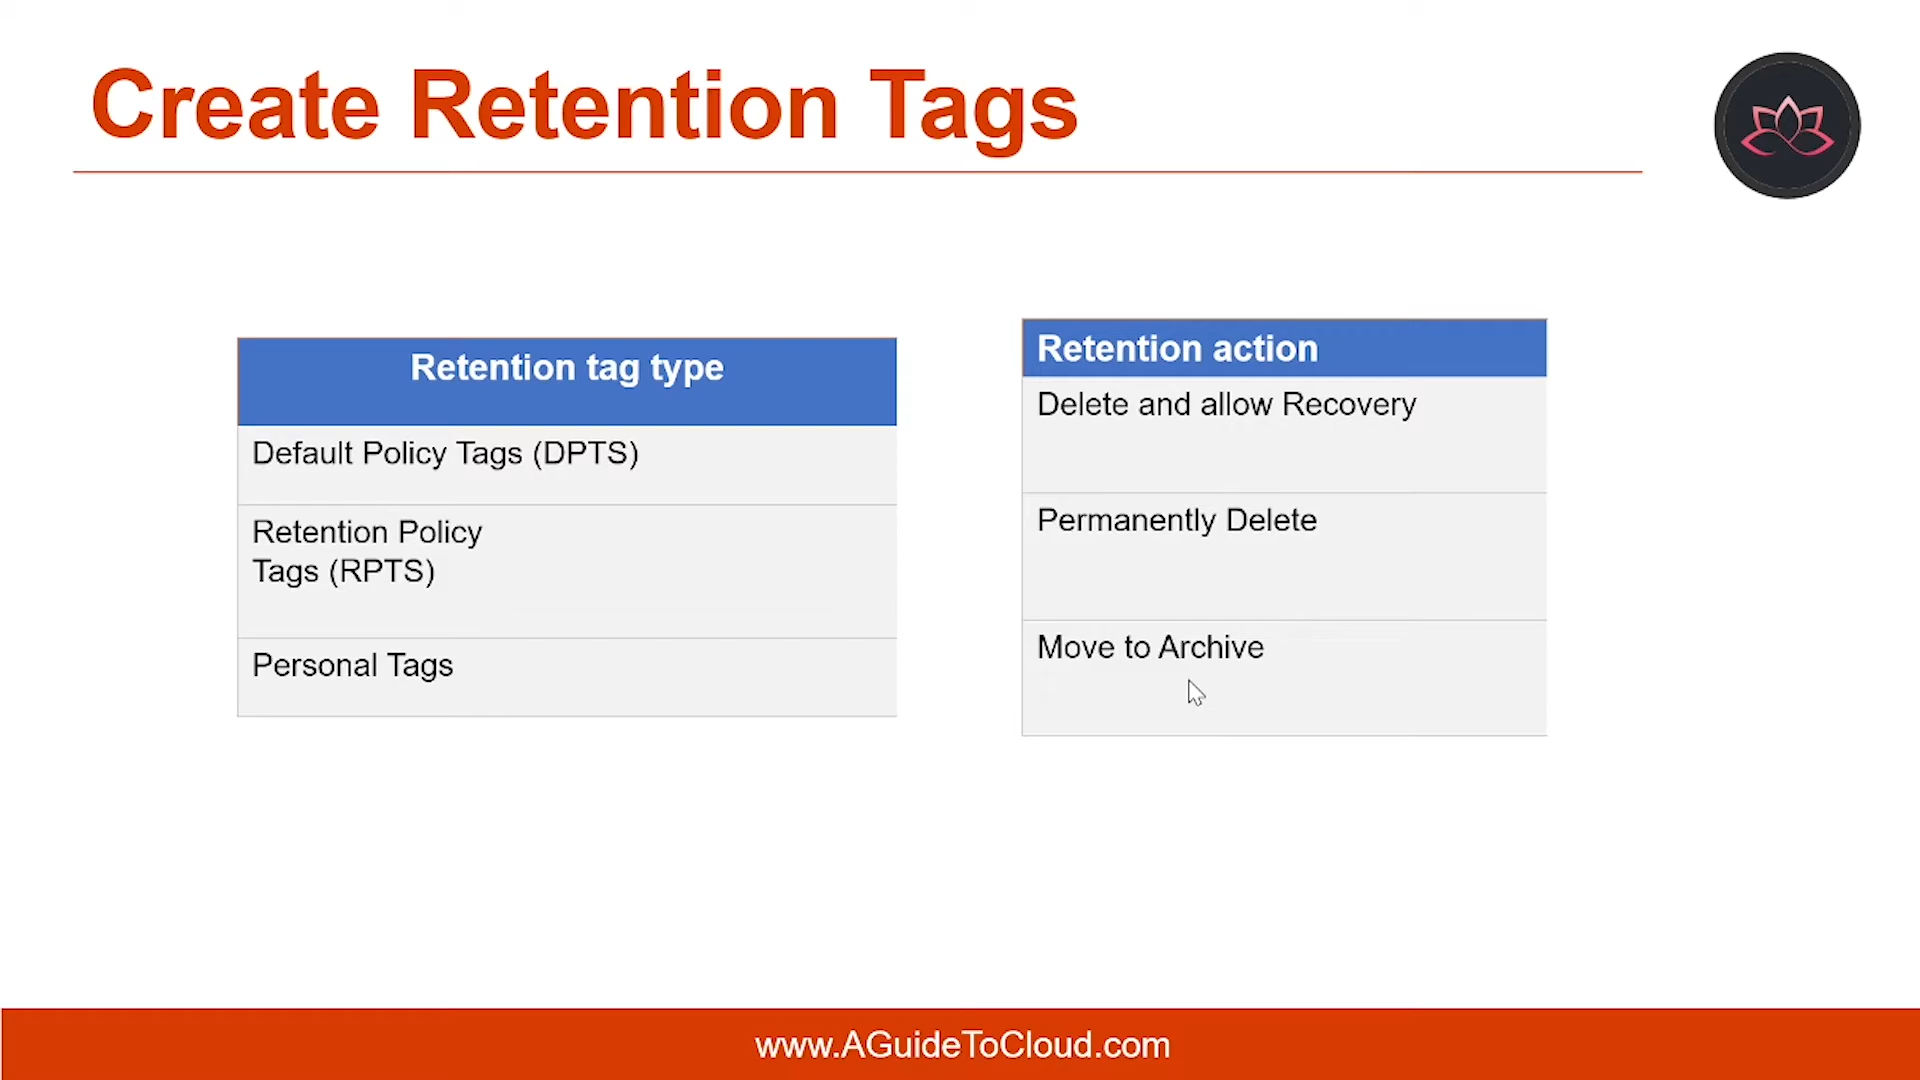 Create Retention Tags
Retention tag type
Default Policy Tags (DPTS)
Retention Policy
Tags (RPTS)
Personal Tags
Retention action
Delete and allow Recovery
Permanently Delete
Move to Archive
www.AGuideToCloud.com